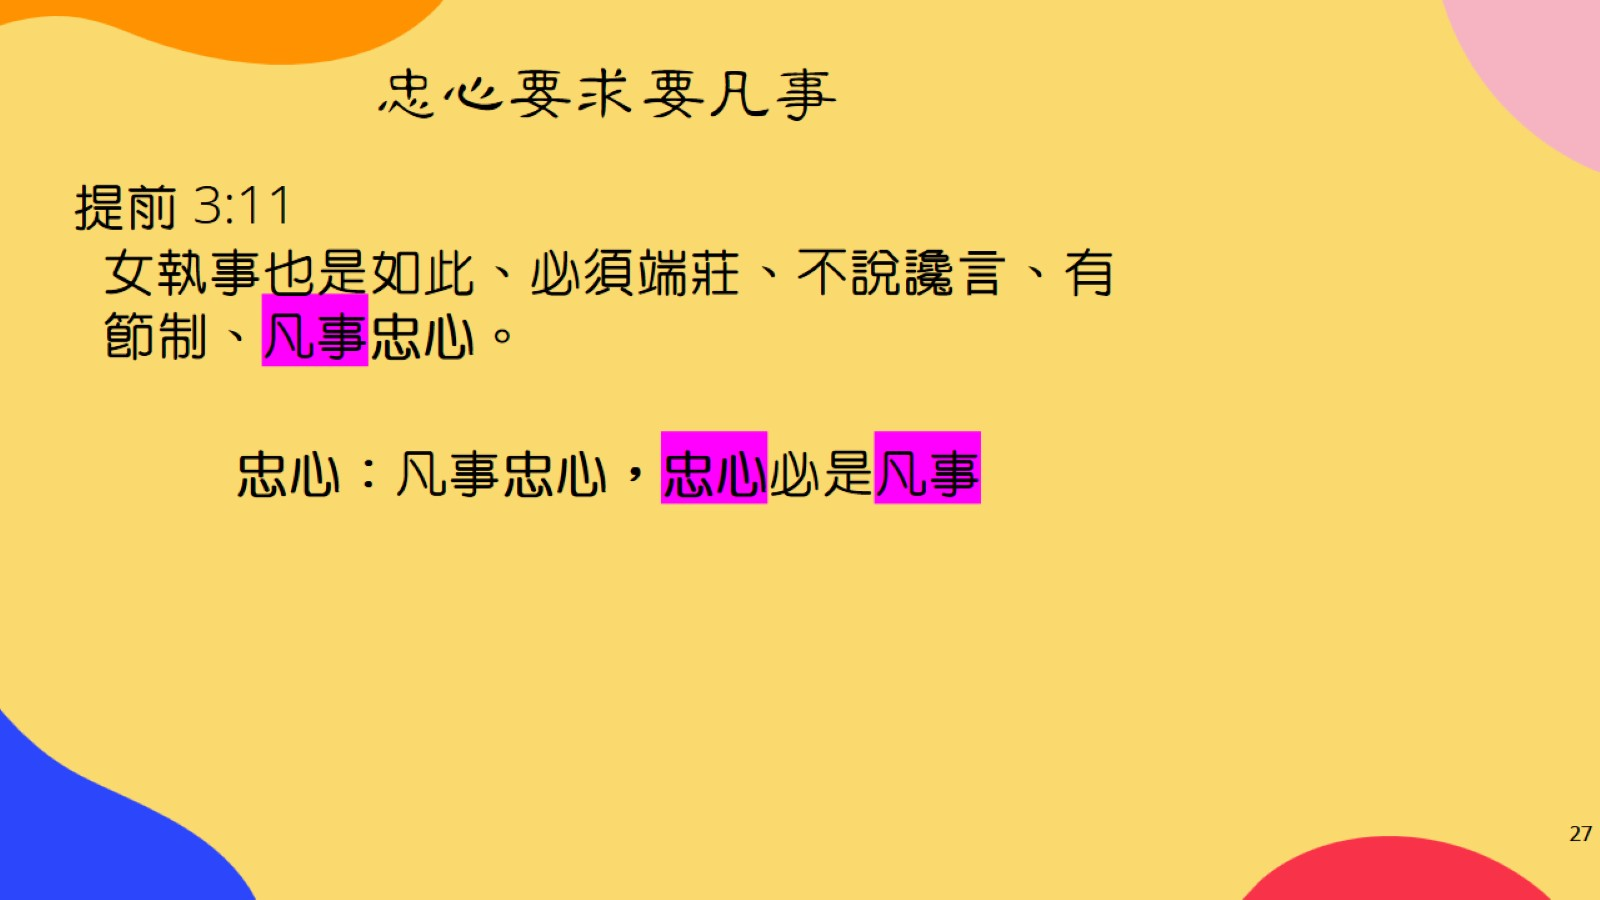 忠心要求要凡事
提前 3:11
女執事也是如此、必須端莊、不說讒言、有
節制、凡事忠心。
忠心：凡事忠心，忠心必是凡事
27